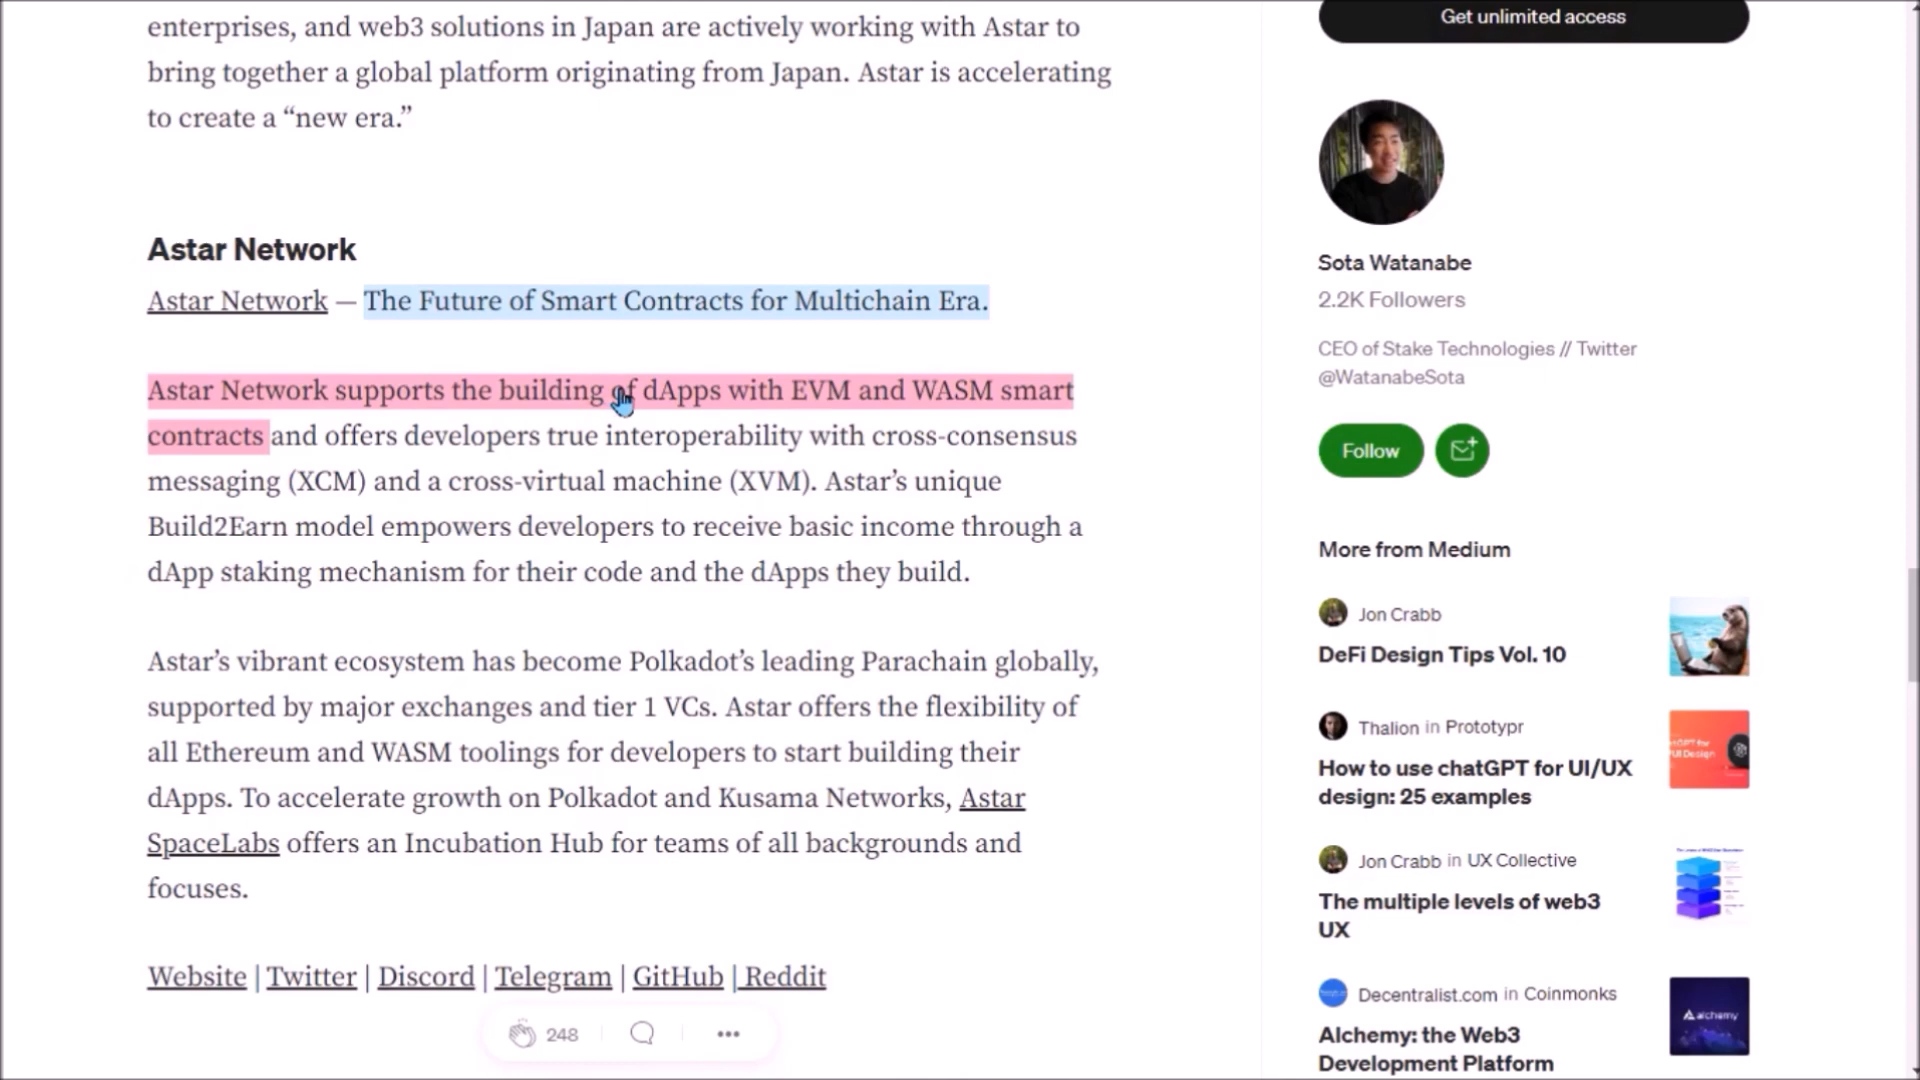 enterprises, and web3 solutions in Japan are actively working with Astar to
bring together a global platform originating from Japan. Astar is accelerating
to create a “new era.”
Astar Network
Astar Network — The Future of Smart Contracts for Multichain Era.
Astar Network supports the building of dApps with EVM and WASM smart
contracts and offers developers true interoperability with cross-consensus
messaging (XCM) and a cross-virtual machine (XVM). Astar’s unique
Build2Earn model empowers developers to receive basic income through a
dApp staking mechanism for their code and the dApps they build.
Astar’s vibrant ecosystem has become Polkadot’s leading Parachain globally,
supported by major exchanges and tier 1 VCs. Astar offers the flexibility of
all Ethereum and WASM toolings for developers to start building their
dApps. To accelerate growth on Polkadot and Kusama Networks, Astar
SpaceLabs offers an Incubation Hub for teams of all backgrounds and
focuses.
Website | Twitter | Discord | Telegram | GitHub | Reddit
248
Get unlimited access
Sota Watanabe
2.2K Followers
CEO of Stake Technologies // Twitter
@WatanabeSota
Follow
More from Medium
Jon Crabb
DeFi Design Tips Vol. 10
Thalion in Prototypr
How to use chatGPT for UI/UX
design: 25 examples
Jon Crabb in UX Collective
The multiple levels of web3
UX
Decentralist.com in Coinmonks
Alchemy: the Web3
Development Platform
alchemy